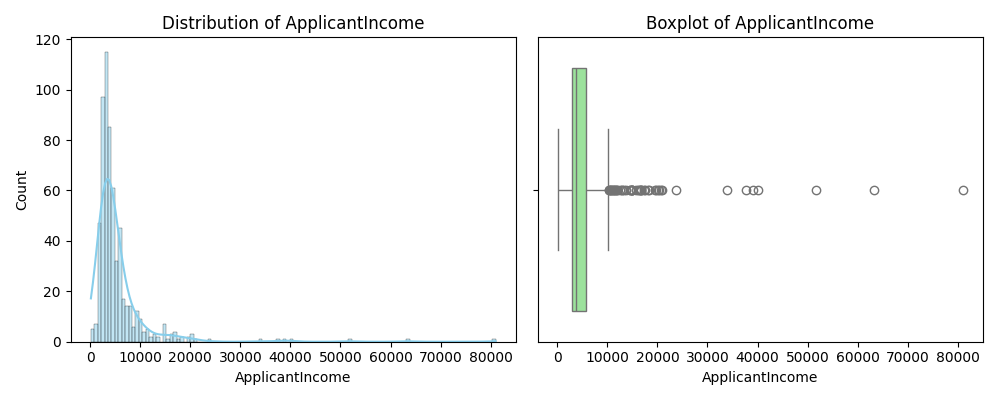 Distribution of ApplicantIncome
Boxplot of ApplicantIncome
120
100
80
60
40
20
0
Count
0 10000 20000 30000 40000 50000 60000 70000 80000
ApplicantIncome
0 10000 20000 30000 40000 50000 60000 70000 80000
ApplicantIncome